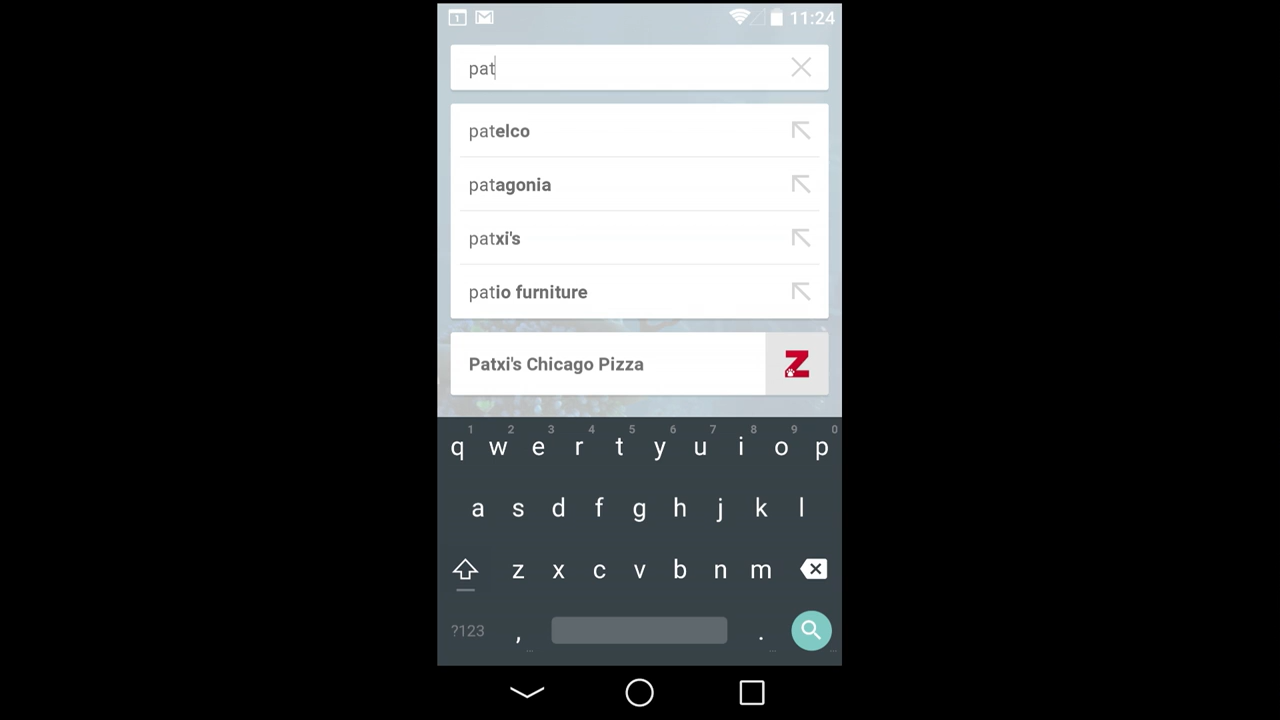 1 11:24
pat
patelco
patagonia
patxi's
patio furniture
Patxi's Chicago Pizza Z
1 2 3 4 5 6 7 8 9 0
q w e r t y u i o p
a s d f g h j k l
z x c v b n m
?123 , .